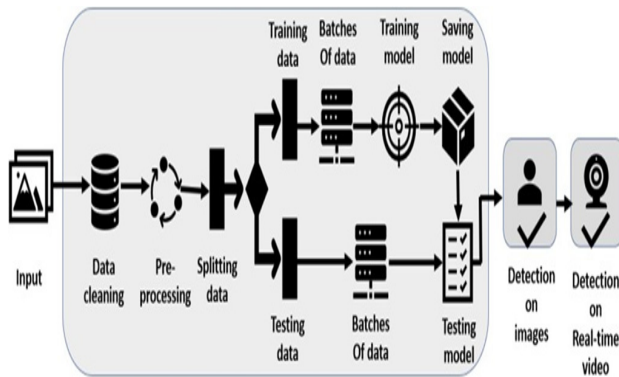 Training
data
Batches
Of data
Training
model
Saving
model
Input
Data
cleaning
Pre-
processing
Splitting
data
Testing
data
Batches
Of data
Testing
model
Detection
on
images
Detection
on
Real-time
video